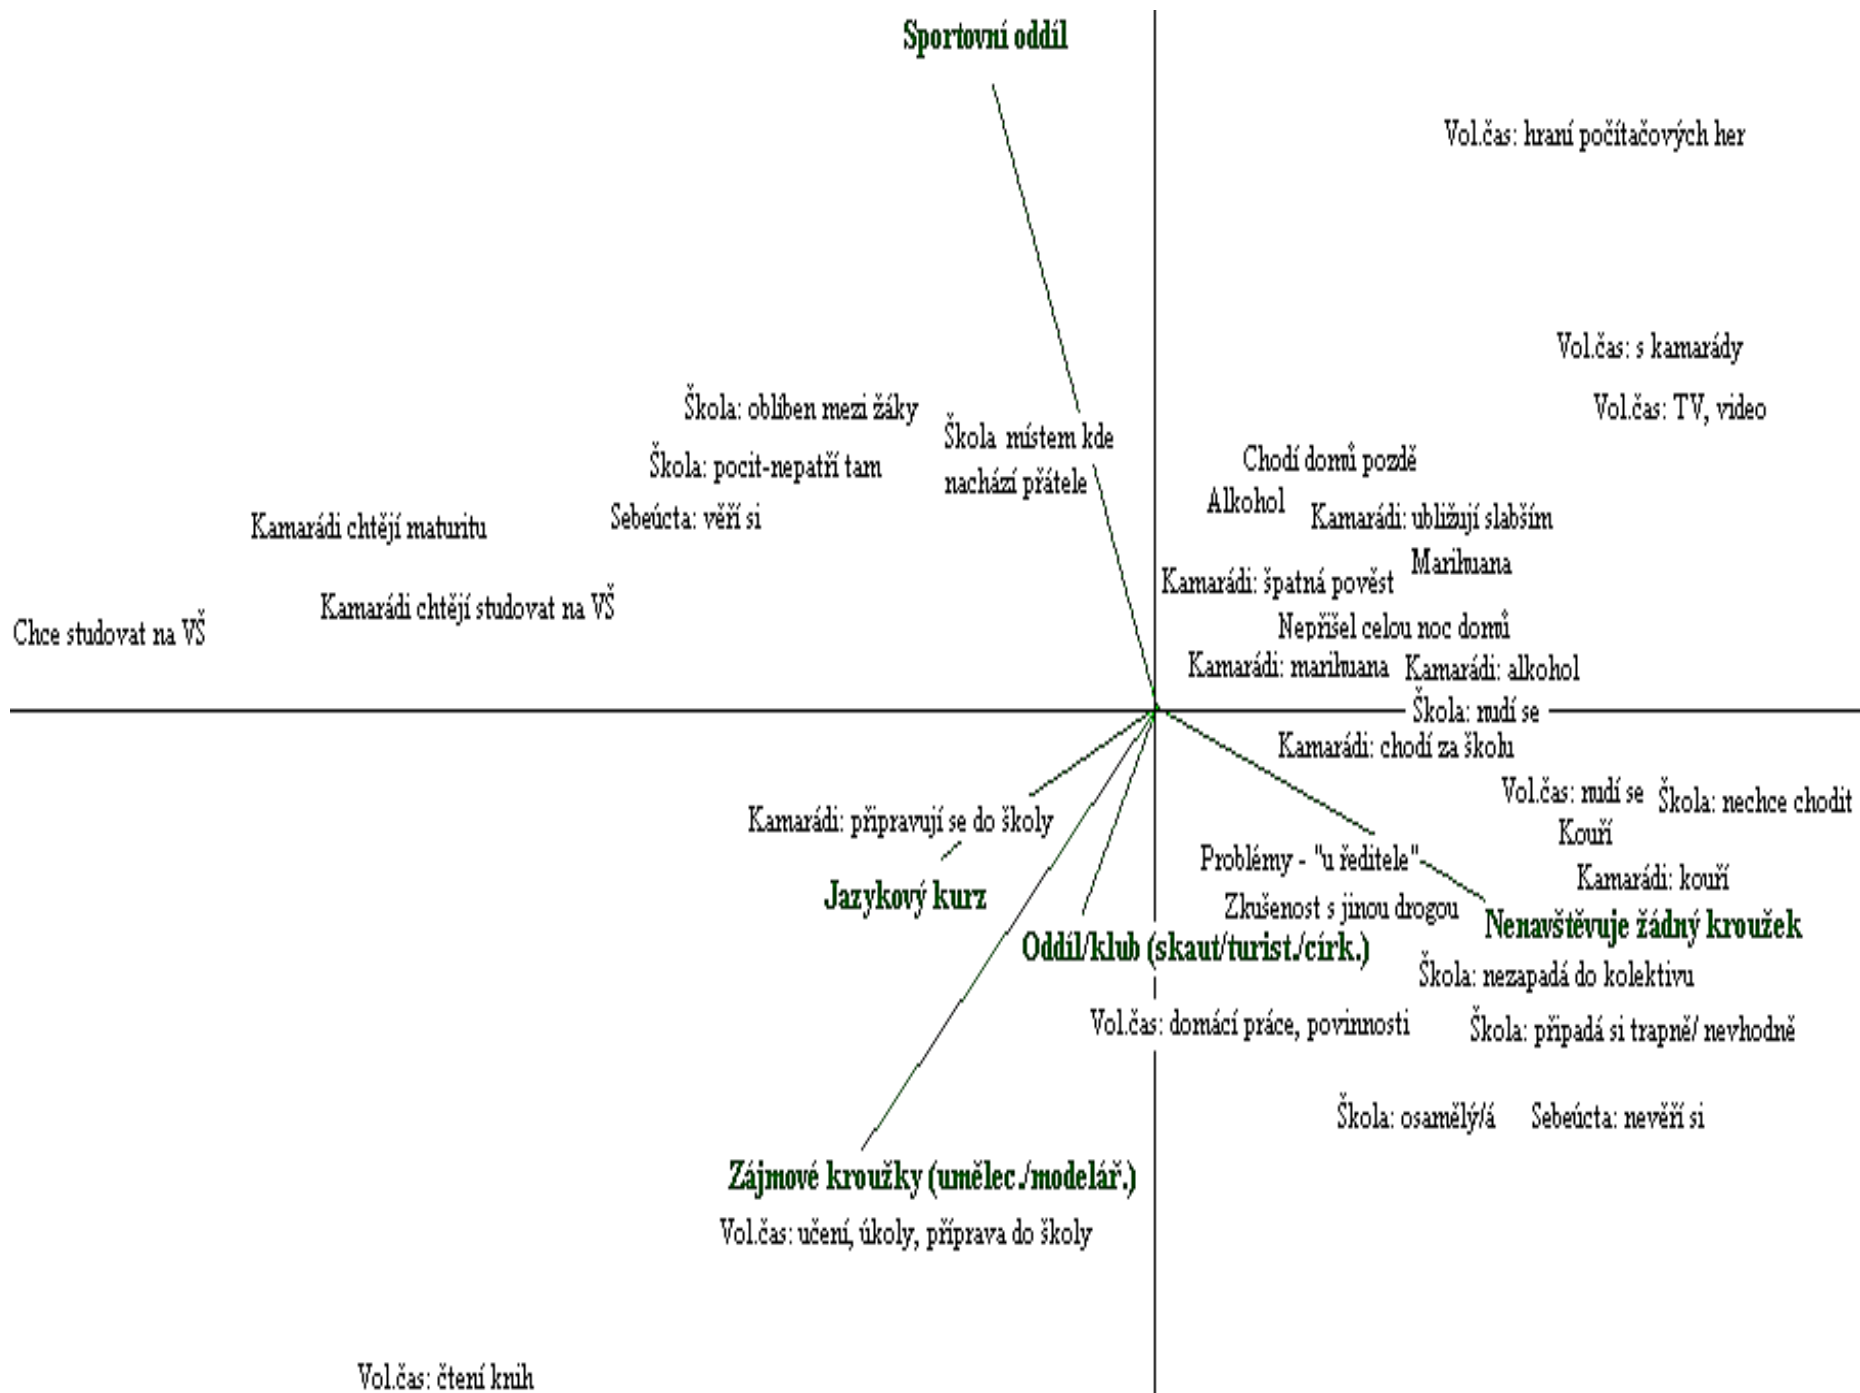 Sportovní oddíl
Vol.čas: hraní počítačových her
Vol.čas: s kamarády
Škola: oblíben mezi žáky
Vol.čas: TV, video
Škola místem kde
nachází přátele
Chodí domů pozdě
Škola: pocit-nepatří tam
Alkohol
Sebeúcta: věří si
Kamarádi: ubližují slabším
Kamarádi chtějí maturitu
Marihuana
Kamarádi: špatná pověst
Kamarádi chtějí studovat na VŠ
Nepřišel celou noc domů
Chce studovat na VŠ
Kamarádi: marihuana
Kamarádi: alkohol
Škola: nudí se
Kamarádi: chodí za školu
Vol.čas: nudí se
Škola: nechce chodit
Kamarádi: připravují se do školy
Kouří
Problémy - "u ředitele"
Kamarádi: kouří
Jazykový kurz
Zkušenost s jinou drogou
Nenavštěvuje žádný kroužek
Oddíl/klub (skaut/turist./círk.)
Škola: nezapadá do kolektivu
Vol.čas: domácí práce, povinnosti
Škola: připadá si trapně/ nevhodně
Škola: osamělý/á
Sebeúcta: nevěří si
Zájmové kroužky (umělec./modelář.)
Vol.čas: učení, úkoly, příprava do školy
Vol.čas: čtení knih